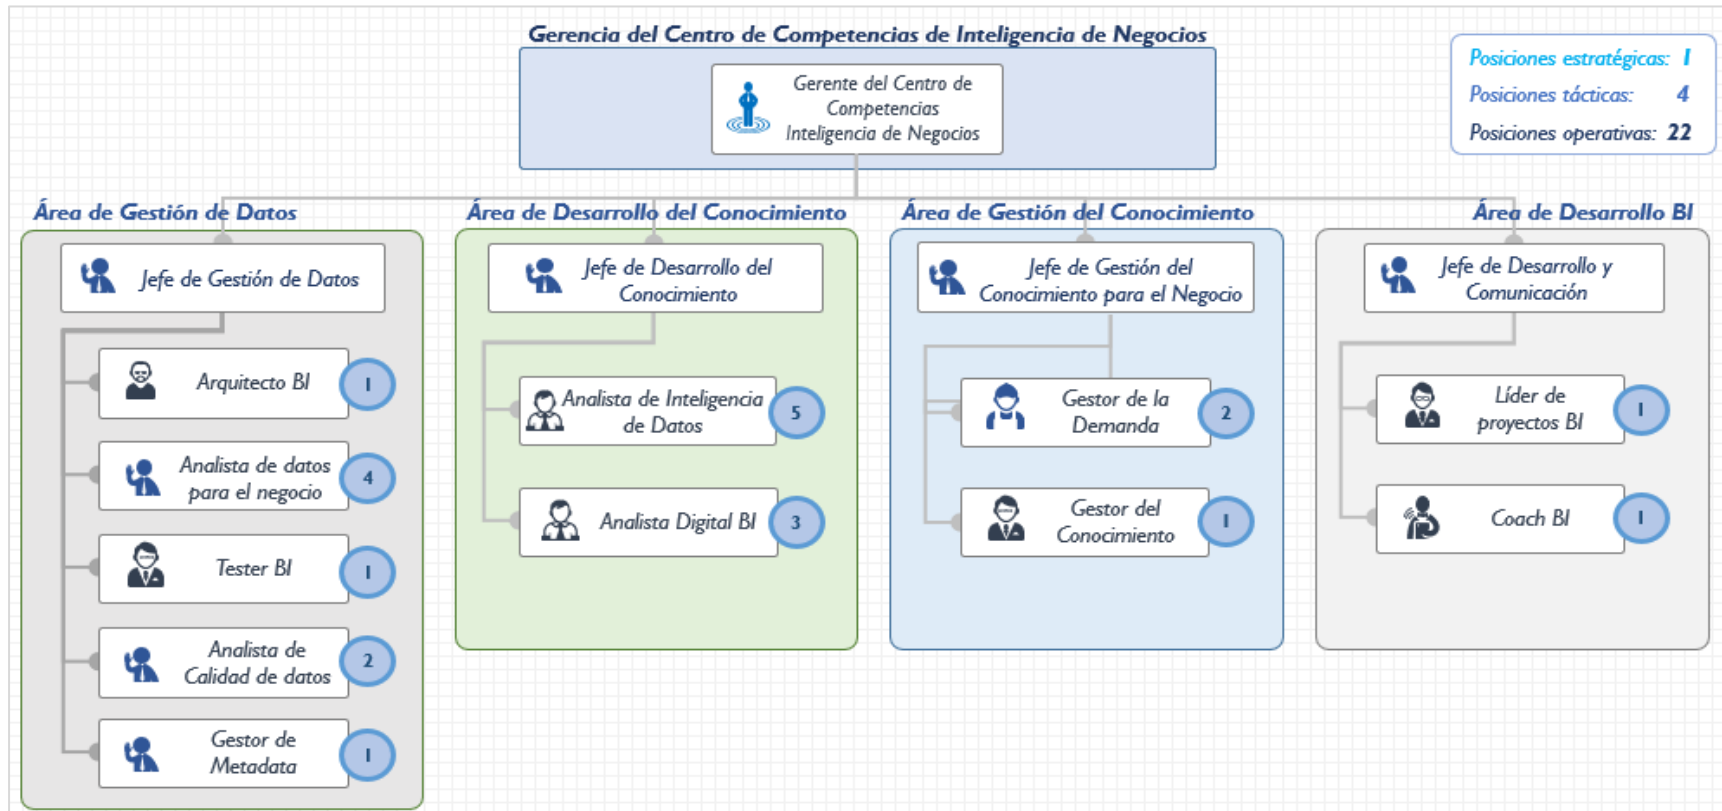 Gerencia del Centro de Competencias de Inteligencia de Negocios
Gerente del Centro de
Competencias
Inteligencia de Negocios
Posiciones estratégicas: 1
Posiciones tácticas: 4
Posiciones operativas: 22
Área de Gestión de Datos
Jefe de Gestión de Datos
Arquitecto BI
1
Analista de datos
para el negocio
4
Tester BI
1
Analista de
Calidad de datos
2
Gestor de
Metadata
1
Área de Desarrollo del Conocimiento
Jefe de Desarrollo del
Conocimiento
Analista de Inteligencia
de Datos
5
Analista Digital BI
3
Área de Gestión del Conocimiento
Jefe de Gestión del
Conocimiento para el Negocio
Gestor de la
Demanda
2
Gestor del
Conocimiento
1
Área de Desarrollo BI
Jefe de Desarrollo y
Comunicación
Líder de
proyectos BI
1
Coach BI
1